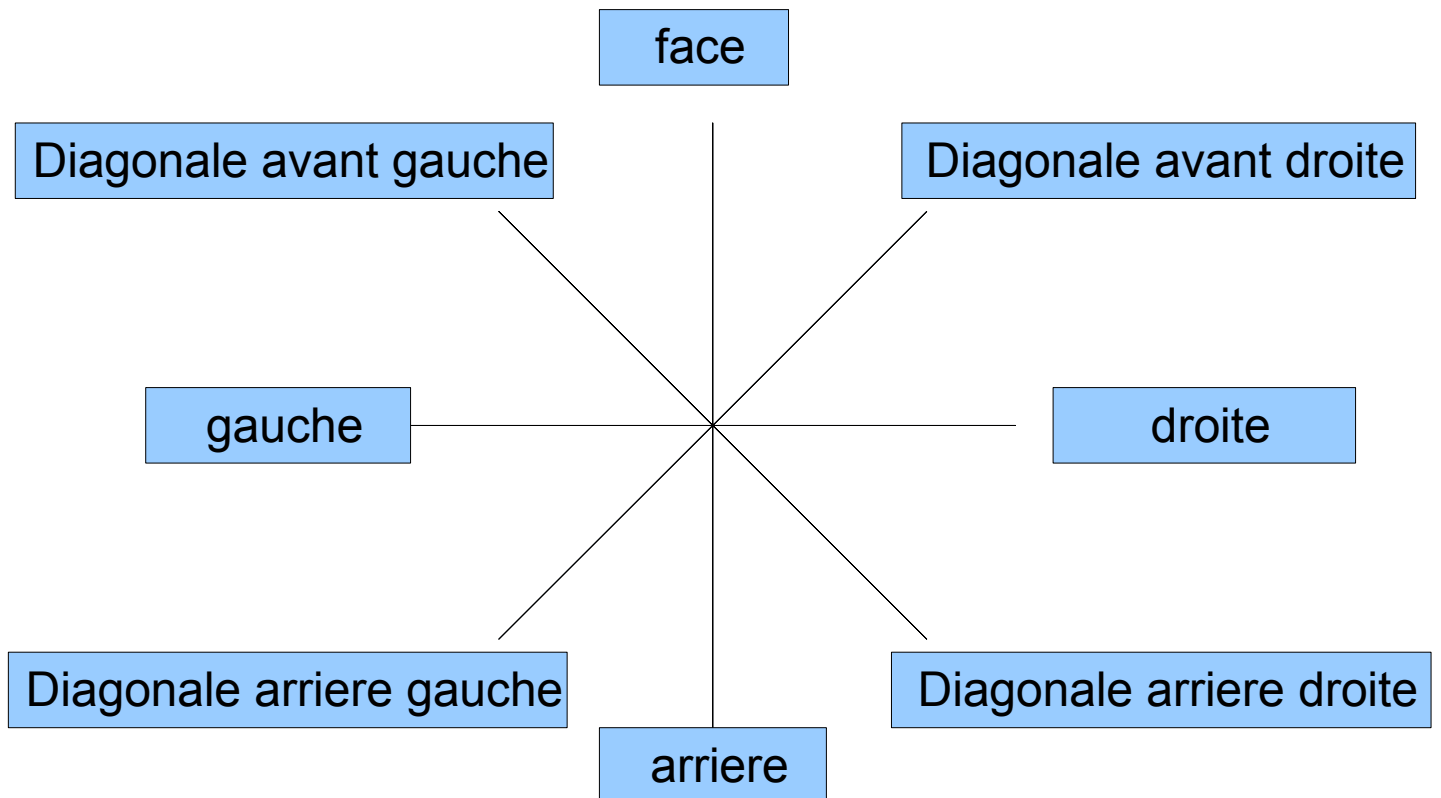 face
Diagonale avant gauche
Diagonale avant droite
gauche
droite
Diagonale arriere gauche
Diagonale arriere droite
arriere